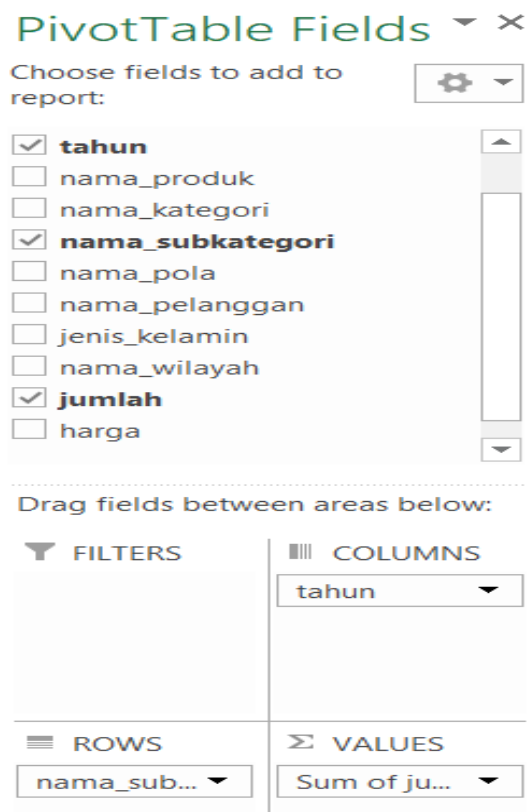 PivotTable Fields
Choose fields to add to
report:
tahun
nama_produk
nama_kategori
nama_subkategori
nama_pola
nama_pelanggan
jenis_kelamin
nama_wilayah
jumlah
harga
Drag fields between areas below:
FILTERS
COLUMNS
tahun
ROWS
VALUES
nama_sub...
Sum of ju...